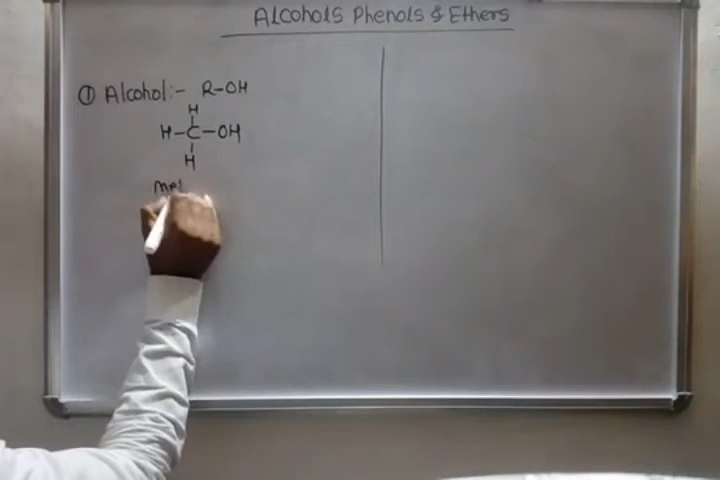 Alcohols Phenols & Ethers
① Alcohol:- R-OH
H
H-C-OH
H